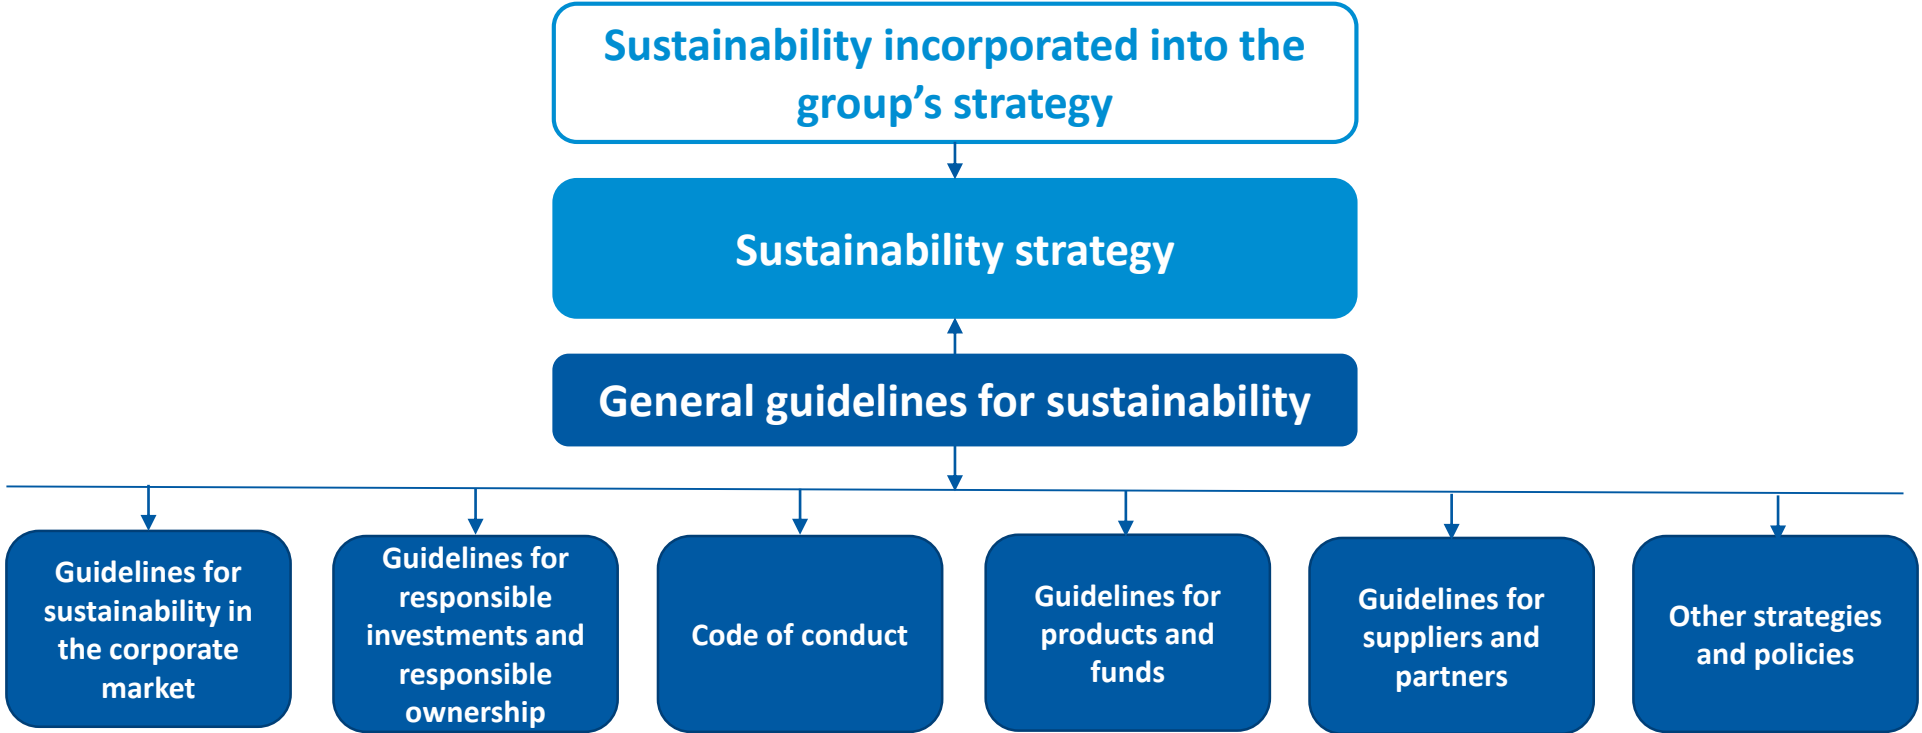 Sustainability incorporated into the
group’s strategy
Sustainability strategy
General guidelines for sustainability
Guidelines for
sustainability in
the corporate
market
Guidelines for
responsible
investments and
responsible
ownership
Code of conduct
Guidelines for
products and
funds
Guidelines for
suppliers and
partners
Other strategies
and policies